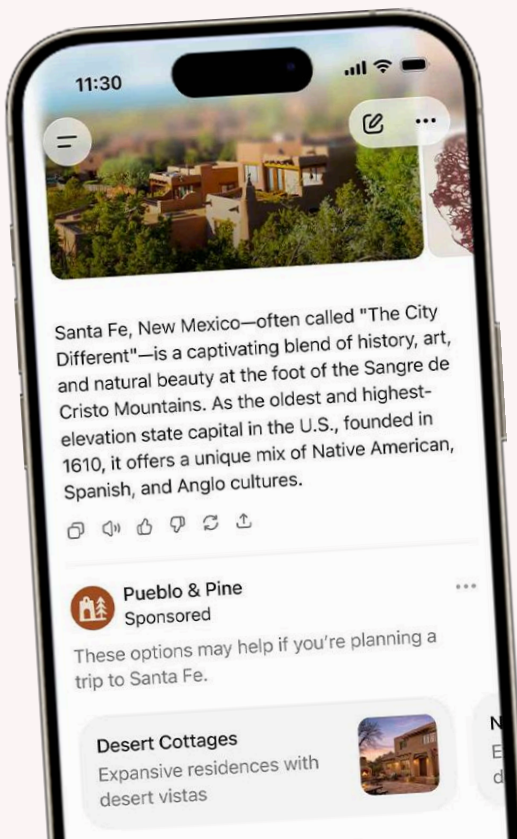 11:30
Santa Fe, New Mexico—often called "The City
Different"—is a captivating blend of history, art,
and natural beauty at the foot of the Sangre de
Cristo Mountains. As the oldest and highest-
elevation state capital in the U.S., founded in
1610, it offers a unique mix of Native American,
Spanish, and Anglo cultures.
Pueblo & Pine
Sponsored
These options may help if you're planning a
trip to Santa Fe.
Desert Cottages
Expansive residences with
desert vistas